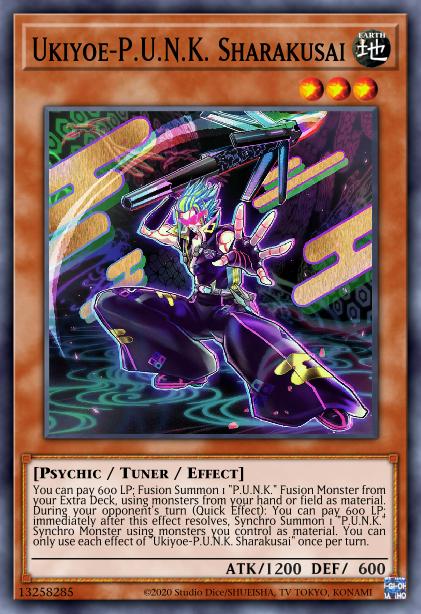 Ukiyoe-P.U.N.K. Sharakusai
EARTH
地
[Psychic / Tuner / Effect]
You can pay 600 LP; Fusion Summon 1 "P.U.N.K." Fusion Monster from
your Extra Deck, using monsters from your hand or field as material.
During your opponent's turn (Quick Effect): You can pay 600 LP;
immediately after this effect resolves, Synchro Summon 1 "P.U.N.K."
Synchro Monster using monsters you control as material. You can
only use each effect of "Ukiyoe-P.U.N.K. Sharakusai" once per turn.
ATK/1200 DEF/ 600
13258285
©2020 Studio Dice/SHUEISHA, TV TOKYO, KONAMI